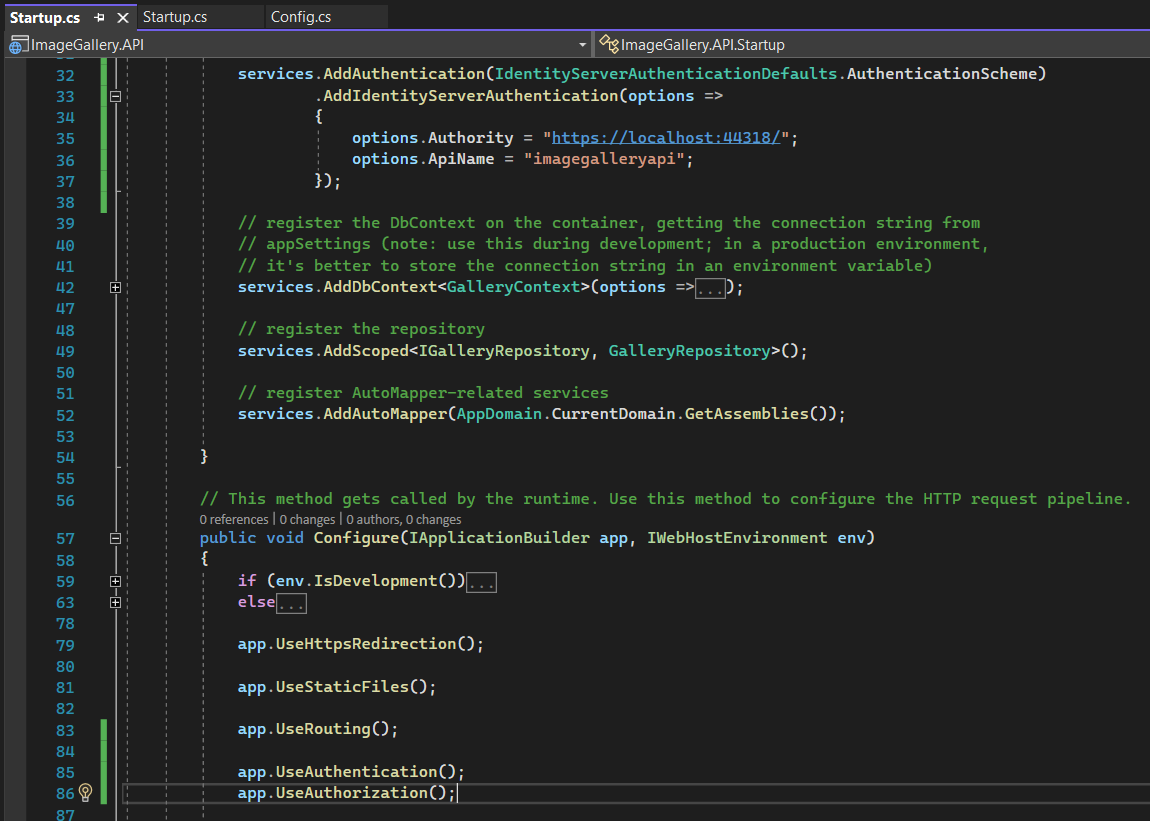 Startup.cs Startup.cs Config.cs
ImageGallery.API ImageGallery.API.Startup
32 services.AddAuthentication(IdentityServerAuthenticationDefaults.AuthenticationScheme)
33 .AddIdentityServerAuthentication(options =>
34 {
35 options.Authority = "https://localhost:44318/";
36 options.ApiName = "imagegalleryapi";
37 });
38
39 // register the DbContext on the container, getting the connection string from
40 // appSettings (note: use this during development; in a production environment,
41 // it's better to store the connection string in an environment variable)
42 services.AddDbContext<GalleryContext>(options =>...);
47
48 // register the repository
49 services.AddScoped<IGalleryRepository, GalleryRepository>();
50
51 // register AutoMapper-related services
52 services.AddAutoMapper(AppDomain.CurrentDomain.GetAssemblies());
53
54 }
55
56 // This method gets called by the runtime. Use this method to configure the HTTP request pipeline.
0 references | 0 changes | 0 authors, 0 changes
57 public void Configure(IApplicationBuilder app, IWebHostEnvironment env)
58 {
59 if (env.IsDevelopment())...
63 else...
78
79 app.UseHttpsRedirection();
80
81 app.UseStaticFiles();
82
83 app.UseRouting();
84
85 app.UseAuthentication();
86 app.UseAuthorization();
87